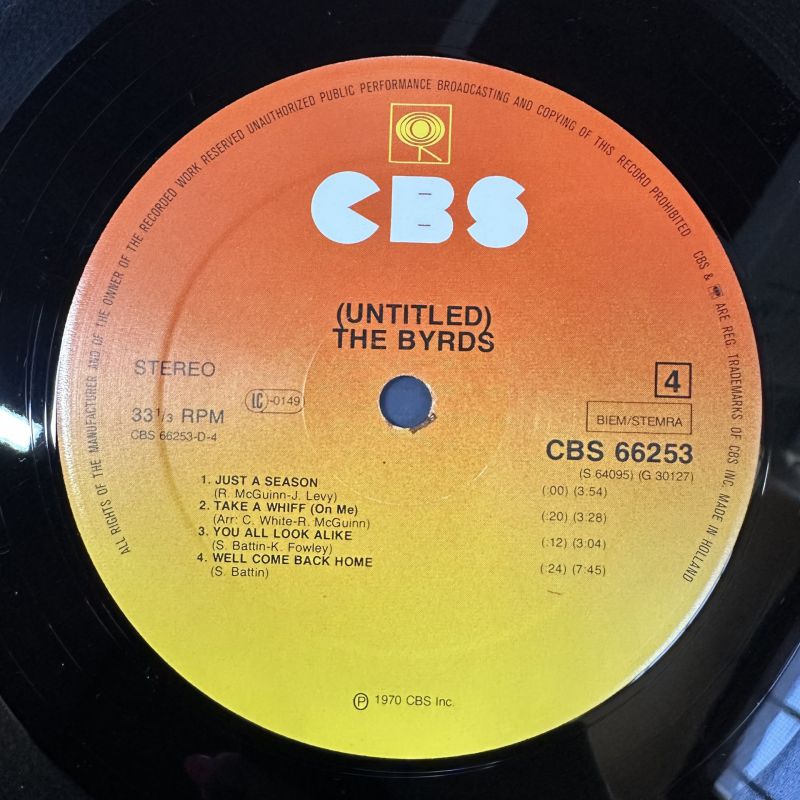 ALL RIGHTS OF THE MANUFACTURER AND OF THE OWNER OF THE RECORDED WORK RESERVED UNAUTHORIZED PUBLIC PERFORMANCE BROADCASTING AND COPYING OF THIS RECORD PROHIBITED
CBS & ARE REG. TRADEMARKS OF CBS INC. MADE IN HOLLAND
CBS
(UNTITLED)
THE BYRDS
STEREO
33 1/3 RPM
CBS 66253-D-4
LC -0149
4
BIEM/STEMRA
CBS 66253
(S 64095) (G 30127)
1. JUST A SEASON
(R. McGuinn-J. Levy) (:00) (3:54)
2. TAKE A WHIFF (On Me)
(Arr: C. White-R. McGuinn) (:20) (3:28)
3. YOU ALL LOOK ALIKE
(S. Battin-K. Fowley) (:12) (3:04)
4. WELL COME BACK HOME
(S. Battin) (:24) (7:45)
Ⓟ 1970 CBS Inc.